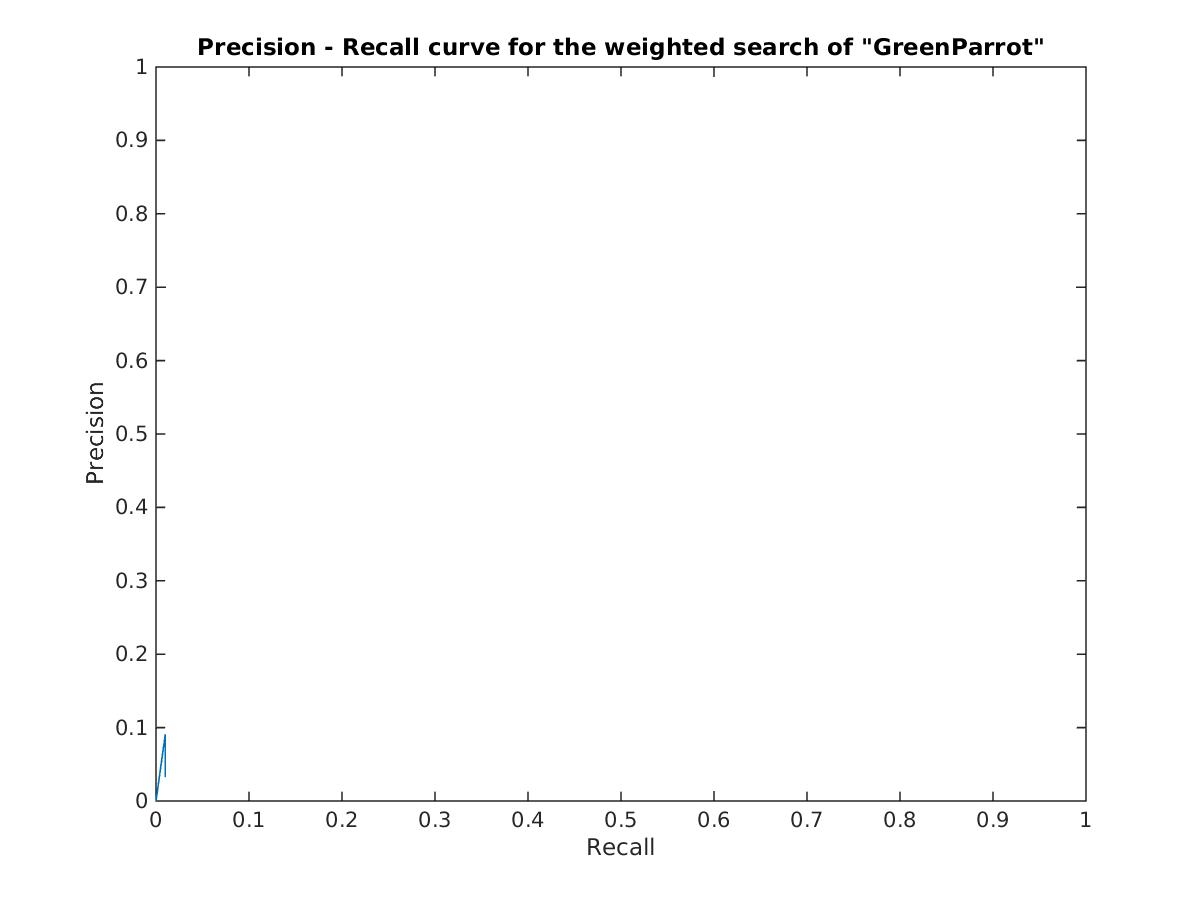 Precision - Recall curve for the weighted search of "GreenParrot"
1
0.9
0.8
0.7
0.6
0.5
0.4
0.3
0.2
0.1
0
Precision
0 0.1 0.2 0.3 0.4 0.5 0.6 0.7 0.8 0.9 1
Recall